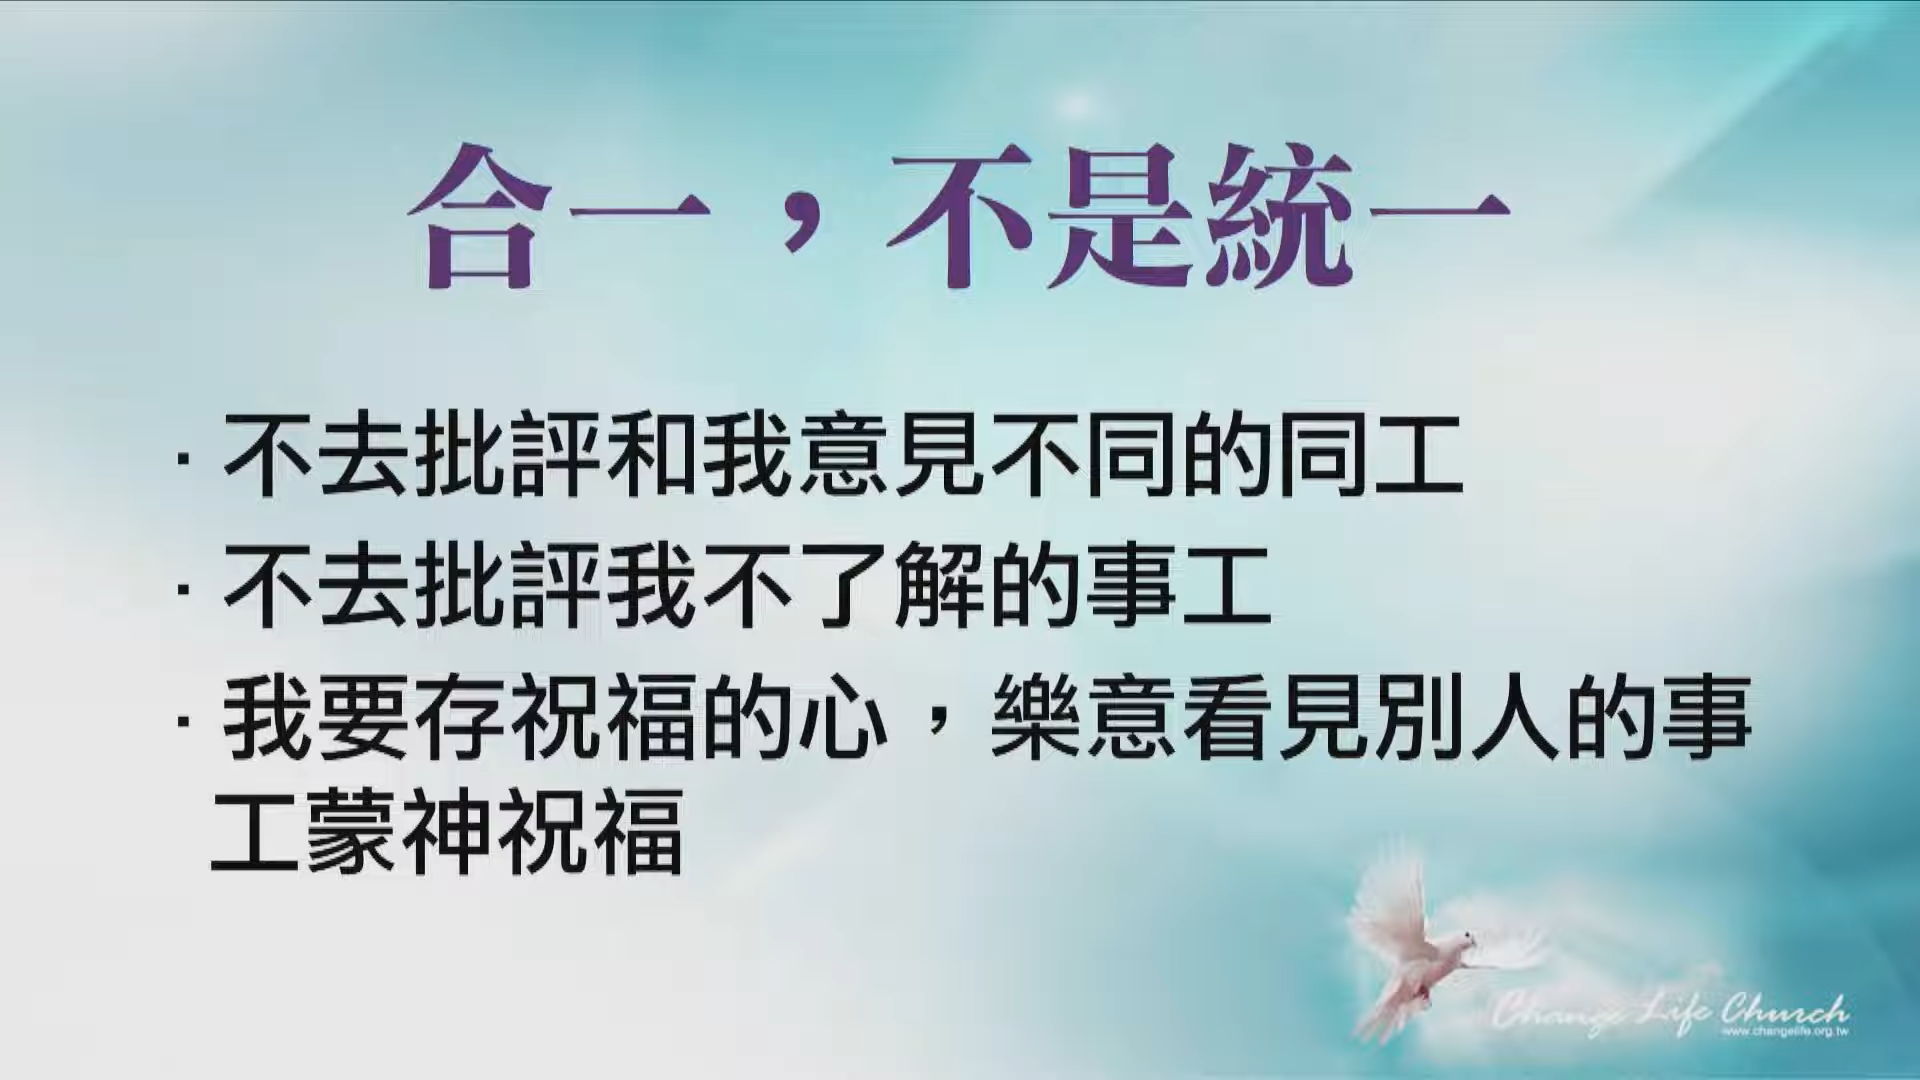 合一，不是統一
· 不去批評和我意見不同的同工
· 不去批評我不了解的事工
· 我要存祝福的心，樂意看見別人的事
工蒙神祝福
Change Life Church
www.changelife.org.tw